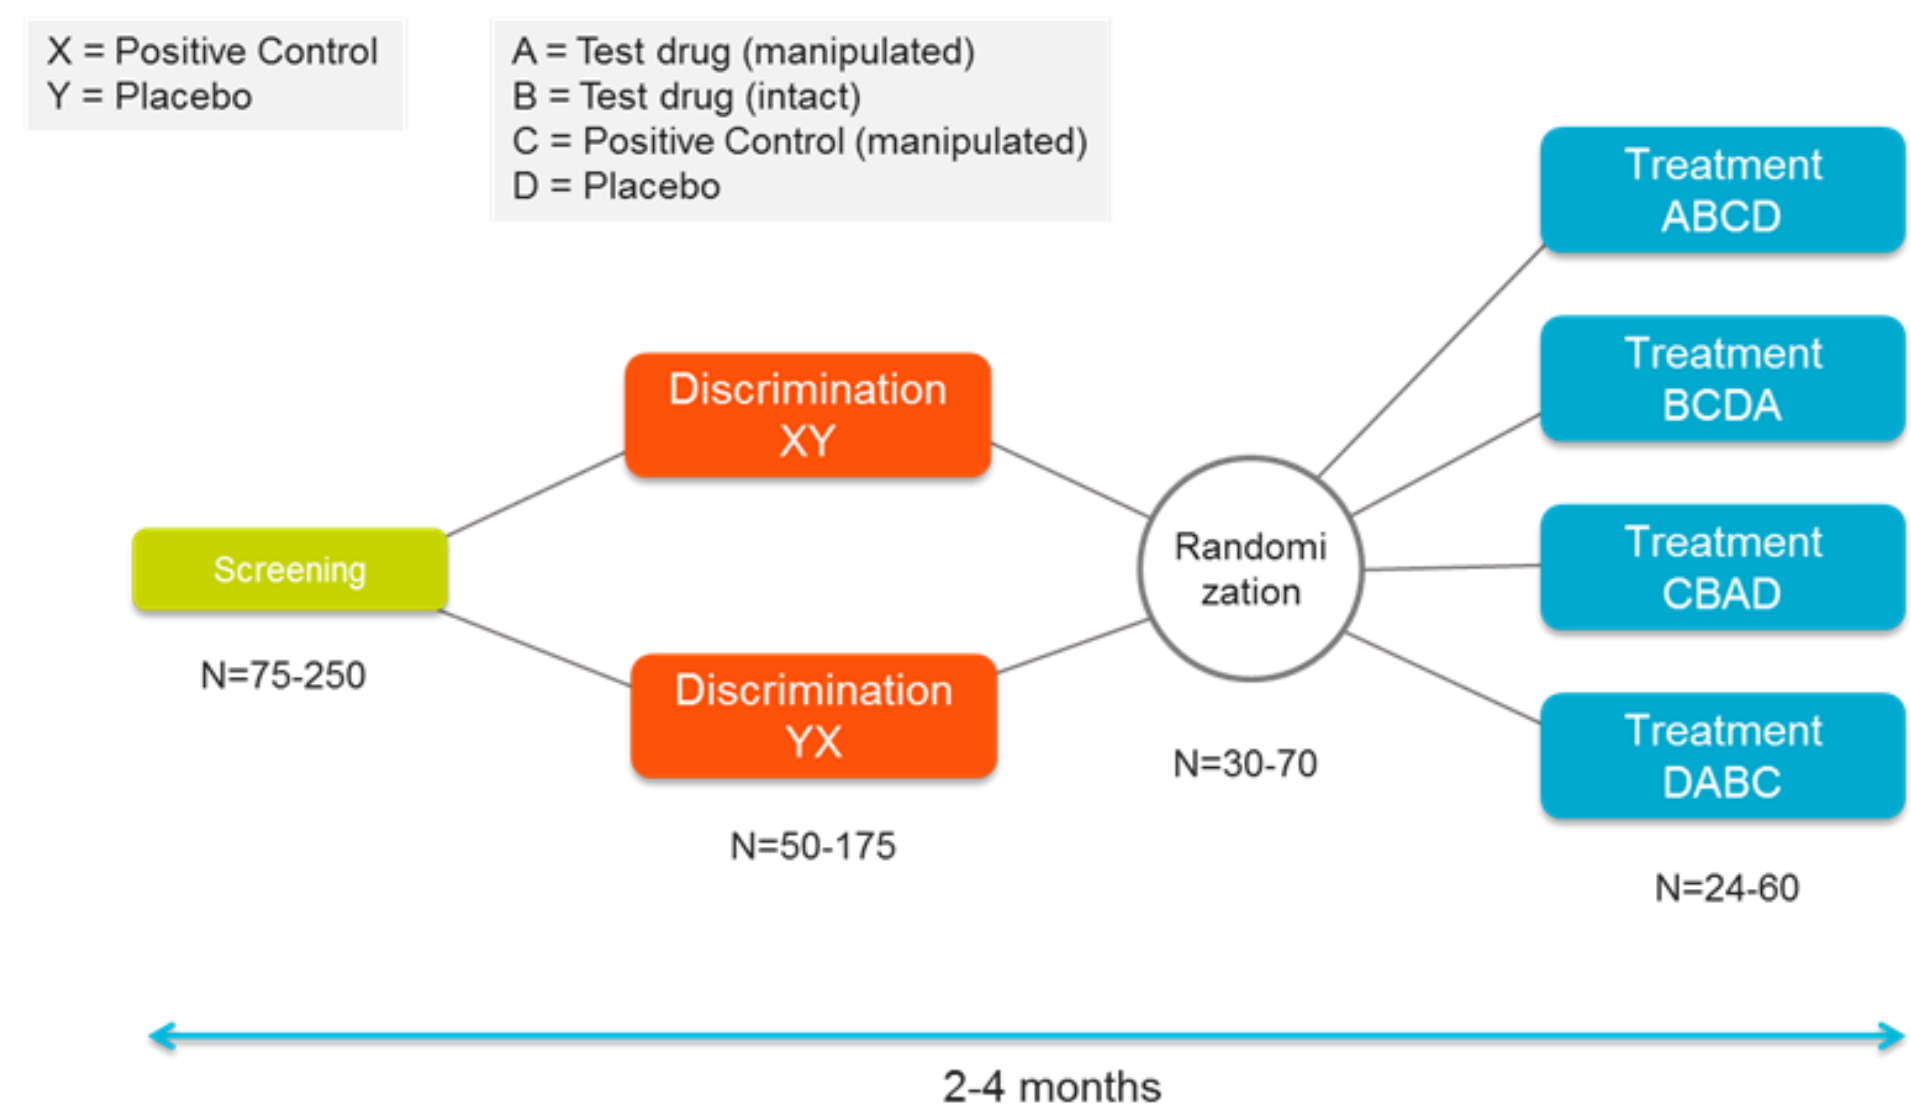 X = Positive Control
Y = Placebo
A = Test drug (manipulated)
B = Test drug (intact)
C = Positive Control (manipulated)
D = Placebo
Screening
N=75-250
Discrimination
XY
Discrimination
YX
N=50-175
Randomi
zation
N=30-70
Treatment
ABCD
Treatment
BCDA
Treatment
CBAD
Treatment
DABC
N=24-60
2-4 months